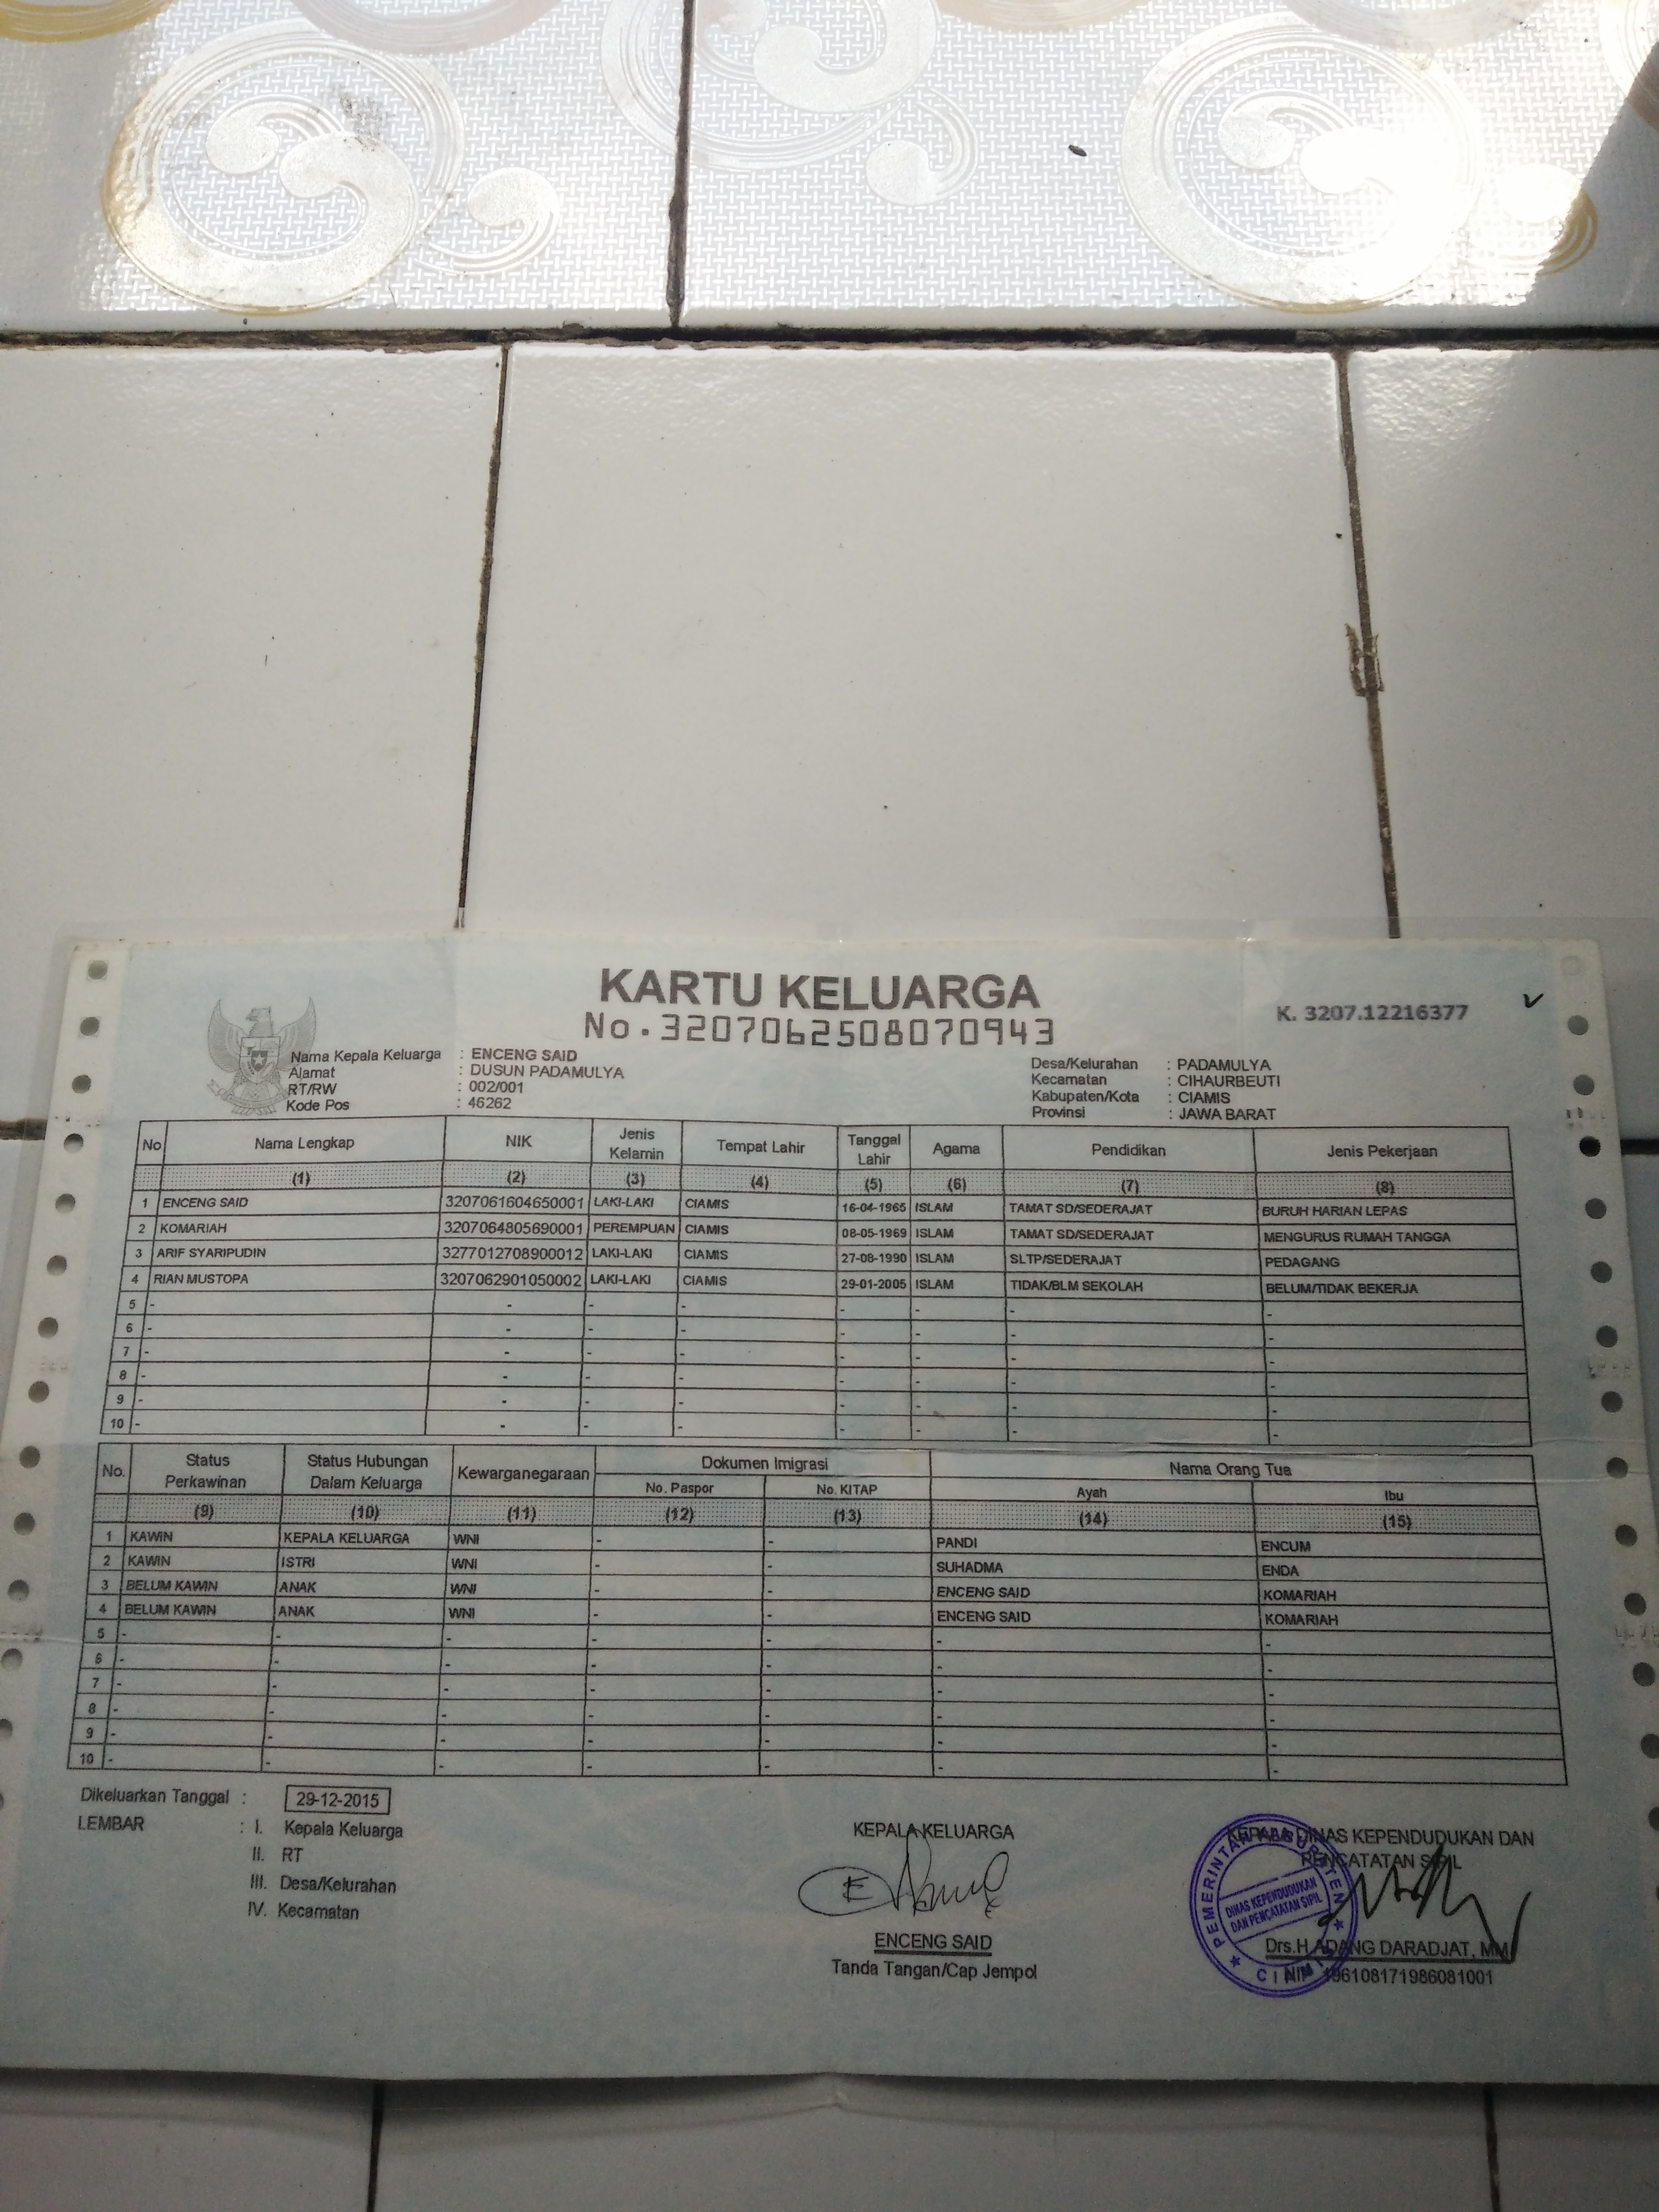 KARTU KELUARGA
No. 3207062508070943
K. 3207.12216377
Nama Kepala Keluarga : ENCENG SAID
Alamat : DUSUN PADAMULYA
RT/RW : 002/001
Kode Pos : 46262
Desa/Kelurahan : PADAMULYA
Kecamatan : CIHAURBEUTI
Kabupaten/Kota : CIAMIS
Provinsi : JAWA BARAT
No Nama Lengkap NIK Jenis Kelamin Tempat Lahir Tanggal Lahir Agama Pendidikan Jenis Pekerjaan
(1) (2) (3) (4) (5) (6) (7) (8)
1 ENCENG SAID 3207061604650001 LAKI-LAKI CIAMIS 16-04-1965 ISLAM TAMAT SD/SEDERAJAT BURUH HARIAN LEPAS
2 KOMARIAH 3207064805690001 PEREMPUAN CIAMIS 08-05-1969 ISLAM TAMAT SD/SEDERAJAT MENGURUS RUMAH TANGGA
3 ARIF SYARIPUDIN 3277012708900012 LAKI-LAKI CIAMIS 27-08-1990 ISLAM SLTP/SEDERAJAT PEDAGANG
4 RIAN MUSTOPA 3207062901050002 LAKI-LAKI CIAMIS 29-01-2005 ISLAM TIDAK/BLM SEKOLAH BELUM/TIDAK BEKERJA
5 - - - - - - - -
6 - - - - - - - -
7 - - - - - - - -
8 - - - - - - - -
9 - - - - - - - -
10 - - - - - - - -
No. Status Perkawinan Status Hubungan Dalam Keluarga Kewarganegaraan Dokumen Imigrasi Nama Orang Tua
No. Paspor No. KITAP Ayah Ibu
(9) (10) (11) (12) (13) (14) (15)
1 KAWIN KEPALA KELUARGA WNI - - PANDI ENCUM
2 KAWIN ISTRI WNI - - SUHADMA ENDA
3 BELUM KAWIN ANAK WNI - - ENCENG SAID KOMARIAH
4 BELUM KAWIN ANAK WNI - - ENCENG SAID KOMARIAH
5 - - - - - - -
6 - - - - - - -
7 - - - - - - -
8 - - - - - - -
9 - - - - - - -
10 - - - - - - -
Dikeluarkan Tanggal : 29-12-2015
LEMBAR : I. Kepala Keluarga
II. RT
III. Desa/Kelurahan
IV. Kecamatan
KEPALA KELUARGA
ENCENG SAID
Tanda Tangan/Cap Jempol
KEPALA DINAS KEPENDUDUKAN DAN
PENCATATAN SIPIL
PEMERINTAH KABUPATEN
DINAS KEPENDUDUKAN
DAN PENCATATAN SIPIL
CIAMIS
Drs.H.ADANG DARADJAT, MM
NIP. 196108171986081001